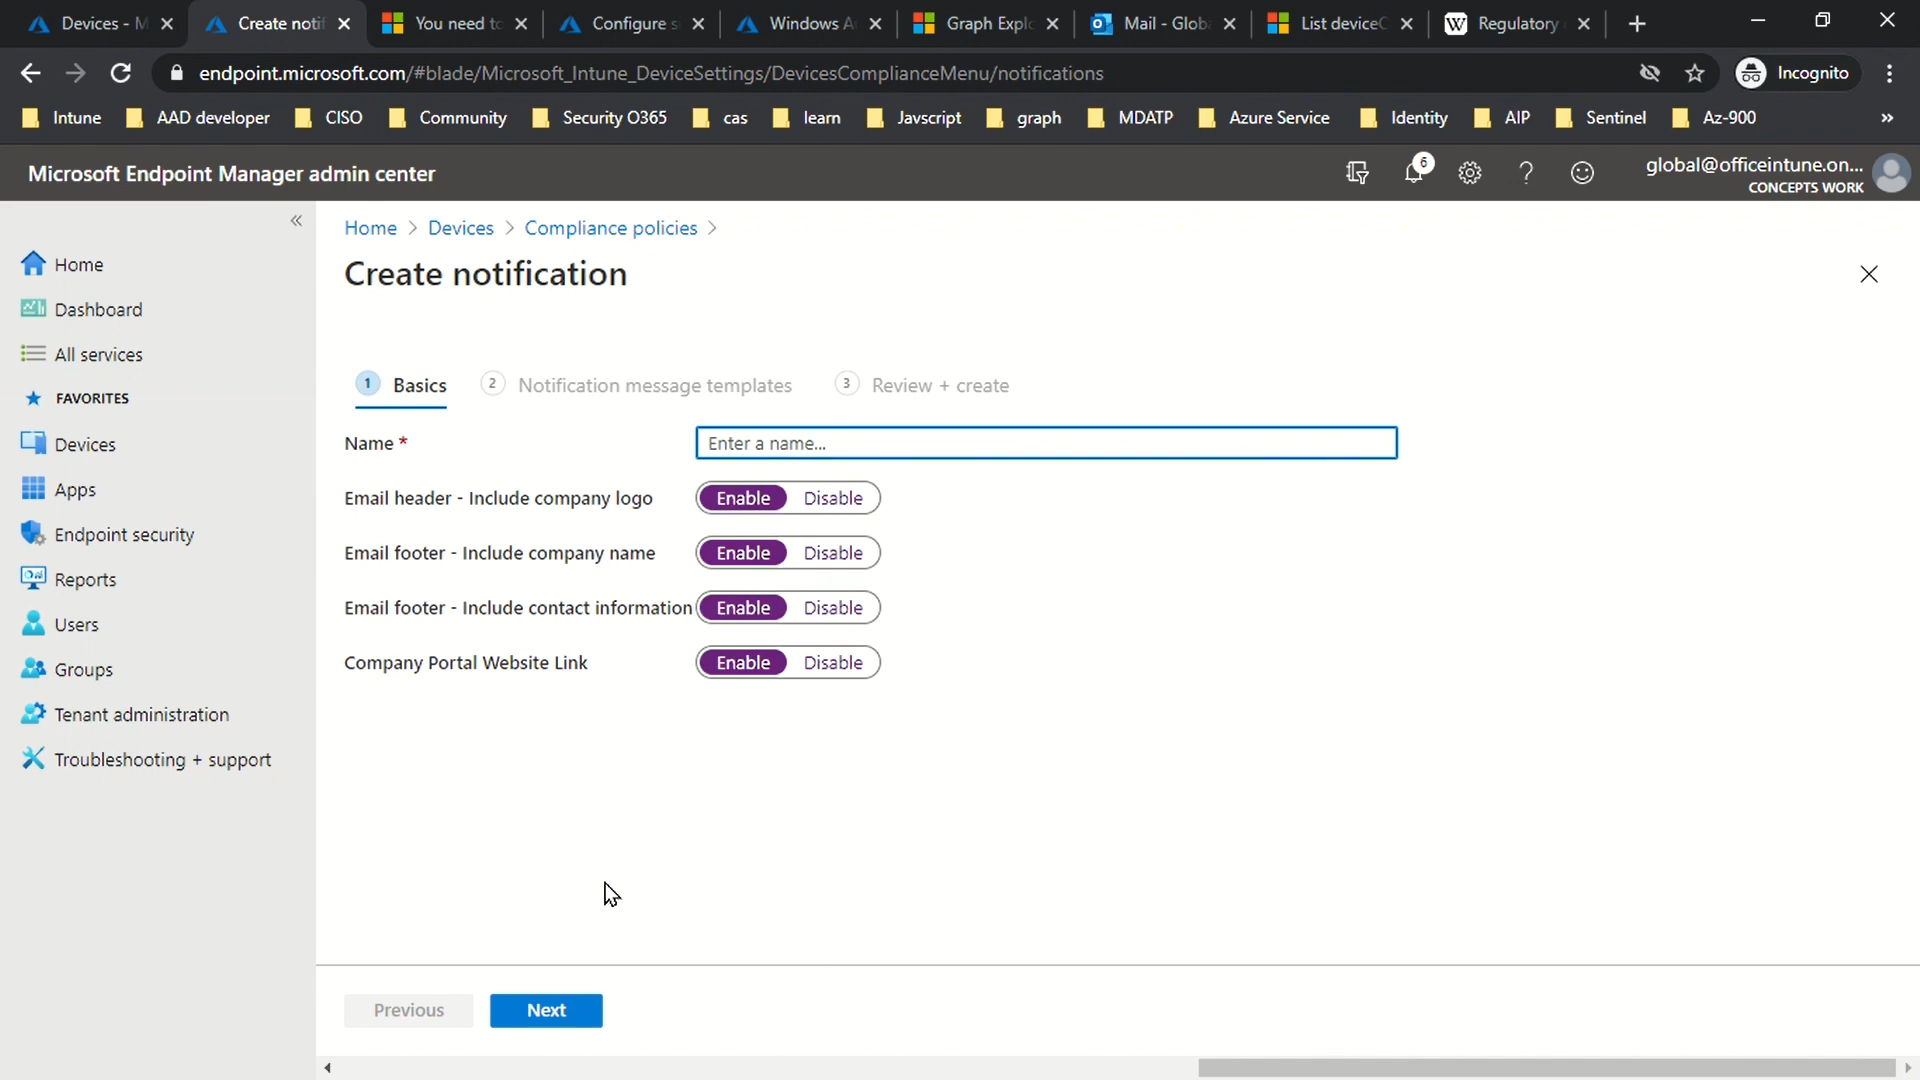 Devices - M
Create notif
You need to
Configure s
Windows A
Graph Explo
Mail - Globa
List deviceC
Regulatory
endpoint.microsoft.com/#blade/Microsoft_Intune_DeviceSettings/DevicesComplianceMenu/notifications
Incognito
Intune
AAD developer
CISO
Community
Security O365
cas
learn
Javscript
graph
MDATP
Azure Service
Identity
AIP
Sentinel
Az-900
»
Microsoft Endpoint Manager admin center
6
global@officeintune.on...
CONCEPTS WORK
Home
Dashboard
All services
FAVORITES
Devices
Apps
Endpoint security
Reports
Users
Groups
Tenant administration
Troubleshooting + support
Home > Devices > Compliance policies >
Create notification
1 Basics
2 Notification message templates
3 Review + create
Name *
Enter a name...
Email header - Include company logo
Enable Disable
Email footer - Include company name
Enable Disable
Email footer - Include contact information
Enable Disable
Company Portal Website Link
Enable Disable
Previous
Next